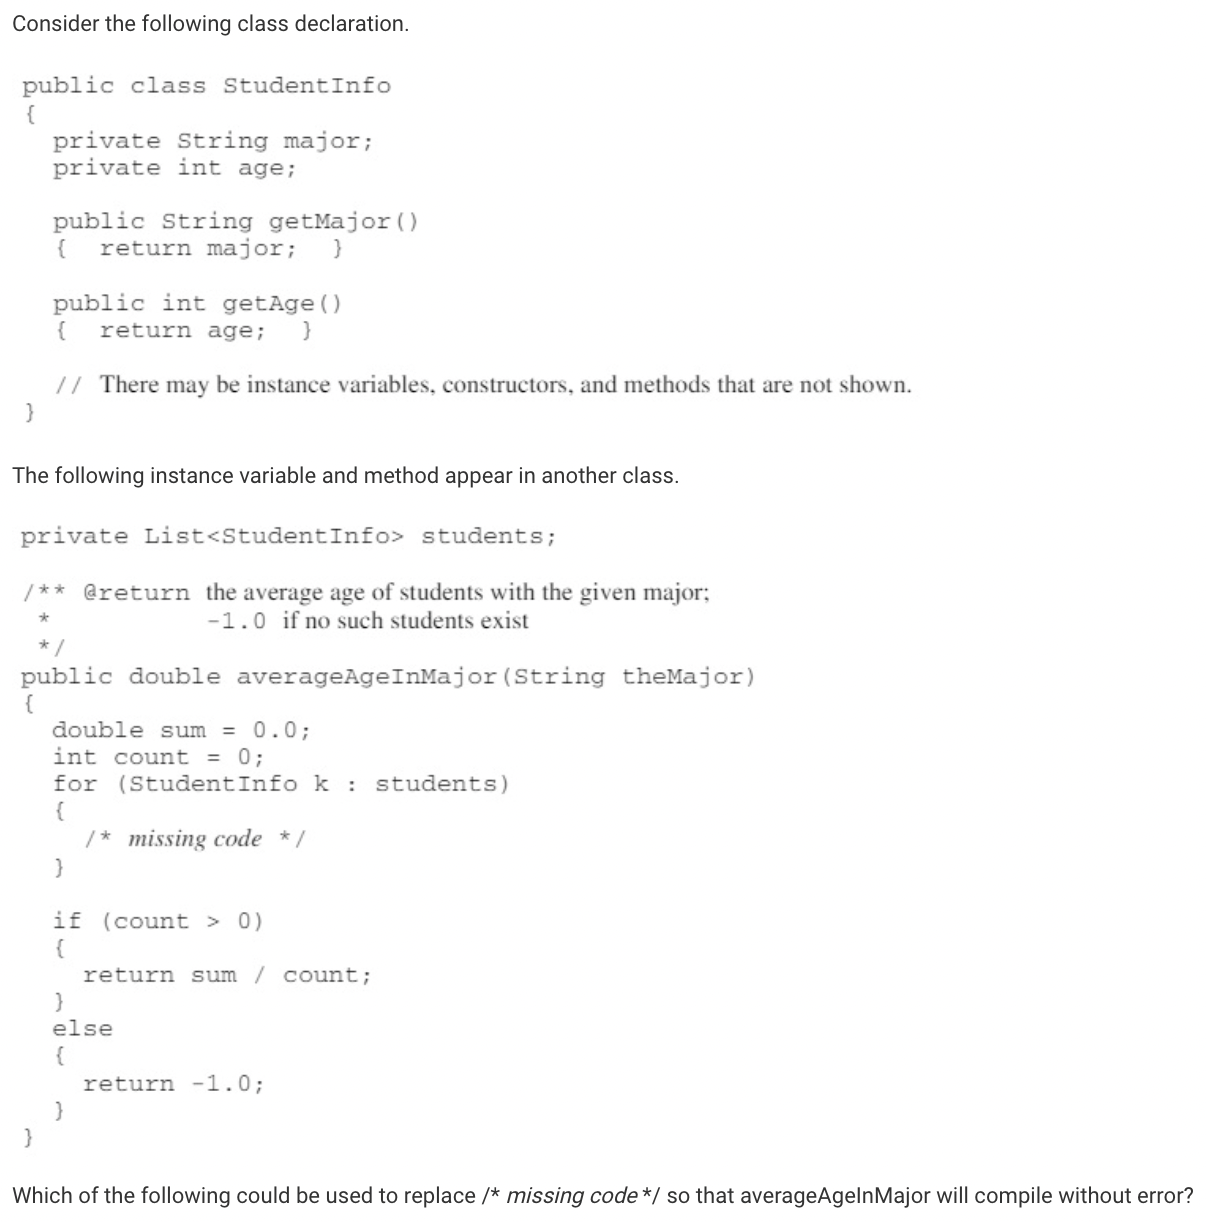 Consider the following class declaration.
public class StudentInfo
{
private String major;
private int age;
public String getMajor()
{ return major; }
public int getAge()
{ return age; }
// There may be instance variables, constructors, and methods that are not shown.
}
The following instance variable and method appear in another class.
private List<StudentInfo> students;
/** @return the average age of students with the given major;
* -1.0 if no such students exist
*/
public double averageAgeInMajor(String theMajor)
{
double sum = 0.0;
int count = 0;
for (StudentInfo k : students)
{
/* missing code */
}
if (count > 0)
{
return sum / count;
}
else
{
return -1.0;
}
}
Which of the following could be used to replace /* missing code */ so that averageAgeInMajor will compile without error?